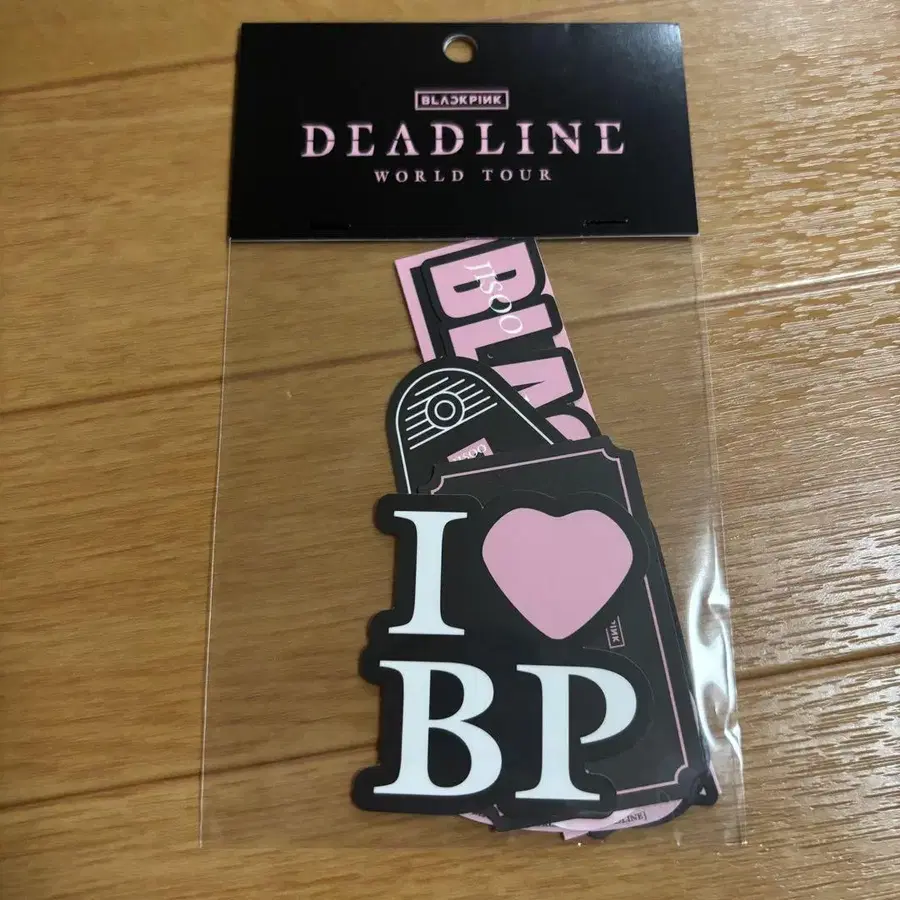 BLACKPINK
DEADLINE
WORLD TOUR
JISOO
I
BP